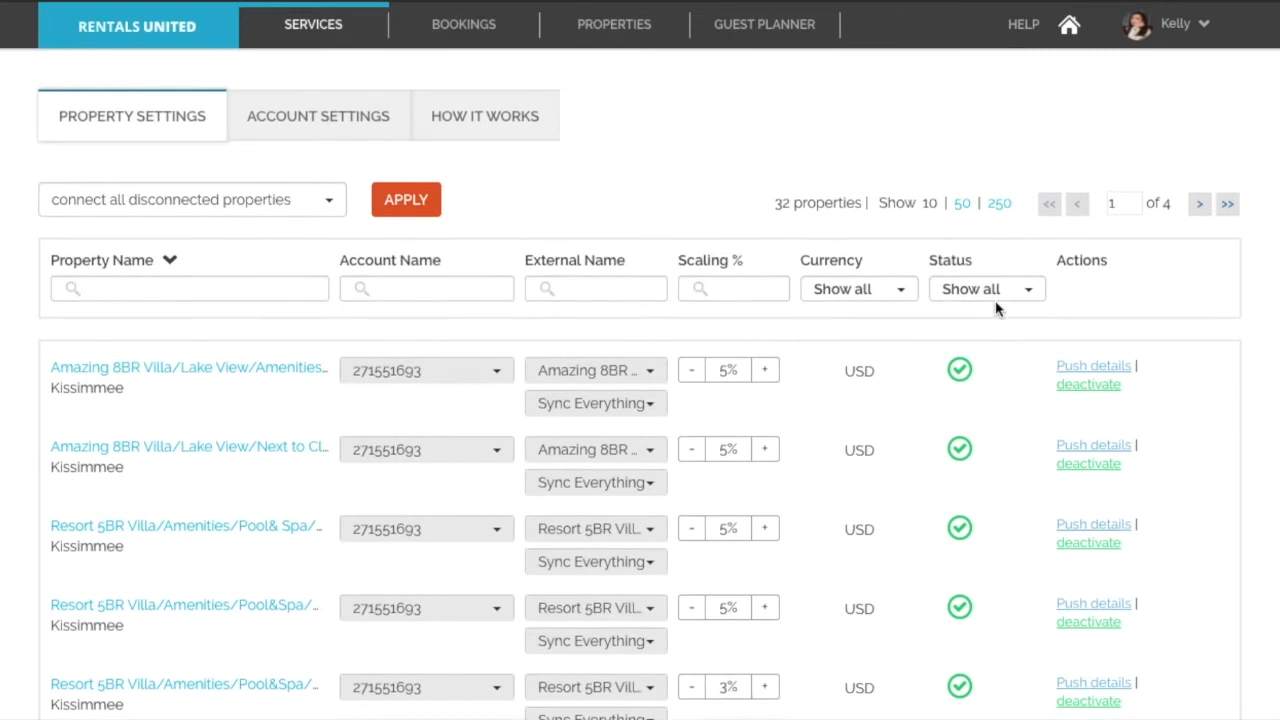 RENTALS UNITED
SERVICES
BOOKINGS
PROPERTIES
GUEST PLANNER
HELP
Kelly
PROPERTY SETTINGS
ACCOUNT SETTINGS
HOW IT WORKS
connect all disconnected properties
APPLY
32 properties | Show 10 | 50 | 250
<< < 1 of 4 > >>
Property Name
Account Name
External Name
Scaling %
Currency
Status
Actions
Show all
Show all
Amazing 8BR Villa/Lake View/Amenities...
Kissimmee
271551693
Amazing 8BR ...
Sync Everything
- 5% +
USD
Push details |
deactivate
Amazing 8BR Villa/Lake View/Next to Cl...
Kissimmee
271551693
Amazing 8BR ...
Sync Everything
- 5% +
USD
Push details |
deactivate
Resort 5BR Villa/Amenities/Pool& Spa/...
Kissimmee
271551693
Resort 5BR Vill...
Sync Everything
- 5% +
USD
Push details |
deactivate
Resort 5BR Villa/Amenities/Pool&Spa/...
Kissimmee
271551693
Resort 5BR Vill...
Sync Everything
- 5% +
USD
Push details |
deactivate
Resort 5BR Villa/Amenities/Pool&Spa/...
Kissimmee
271551693
Resort 5BR Vill...
Sync Everything
- 3% +
USD
Push details |
deactivate